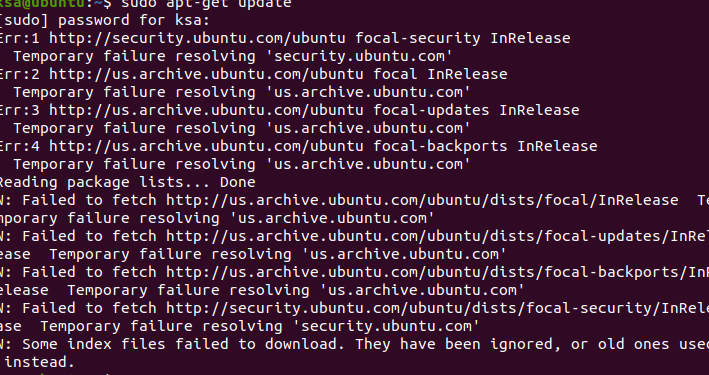 ksa@ubuntu:~$ sudo apt-get update
[sudo] password for ksa:
Err:1 http://security.ubuntu.com/ubuntu focal-security InRelease
  Temporary failure resolving 'security.ubuntu.com'
Err:2 http://us.archive.ubuntu.com/ubuntu focal InRelease
  Temporary failure resolving 'us.archive.ubuntu.com'
Err:3 http://us.archive.ubuntu.com/ubuntu focal-updates InRelease
  Temporary failure resolving 'us.archive.ubuntu.com'
Err:4 http://us.archive.ubuntu.com/ubuntu focal-backports InRelease
  Temporary failure resolving 'us.archive.ubuntu.com'
Reading package lists... Done
W: Failed to fetch http://us.archive.ubuntu.com/ubuntu/dists/focal/InRelease  Te
mporary failure resolving 'us.archive.ubuntu.com'
W: Failed to fetch http://us.archive.ubuntu.com/ubuntu/dists/focal-updates/InRel
ease  Temporary failure resolving 'us.archive.ubuntu.com'
W: Failed to fetch http://us.archive.ubuntu.com/ubuntu/dists/focal-backports/InR
elease  Temporary failure resolving 'us.archive.ubuntu.com'
W: Failed to fetch http://security.ubuntu.com/ubuntu/dists/focal-security/InRele
ase  Temporary failure resolving 'security.ubuntu.com'
W: Some index files failed to download. They have been ignored, or old ones used
 instead.